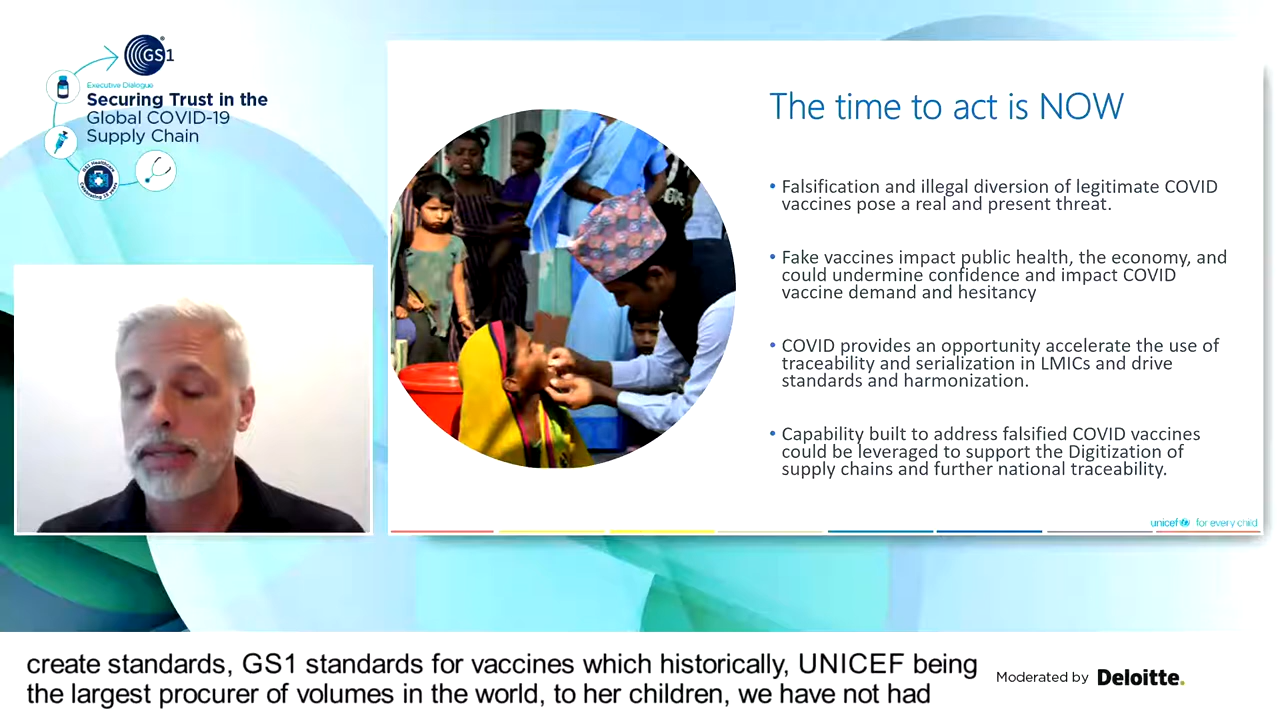 GS1
Executive Dialogue
Securing Trust in the
Global COVID-19
Supply Chain
GS1 Healthcare
The time to act is NOW
• Falsification and illegal diversion of legitimate COVID
vaccines pose a real and present threat.
• Fake vaccines impact public health, the economy, and
could undermine confidence and impact COVID
vaccine demand and hesitancy
• COVID provides an opportunity accelerate the use of
traceability and serialization in LMICs and drive
standards and harmonization.
• Capability built to address falsified COVID vaccines
could be leveraged to support the Digitization of
supply chains and further national traceability.
unicef for every child
create standards, GS1 standards for vaccines which historically, UNICEF being
the largest procurer of volumes in the world, to her children, we have not had
Moderated by Deloitte.